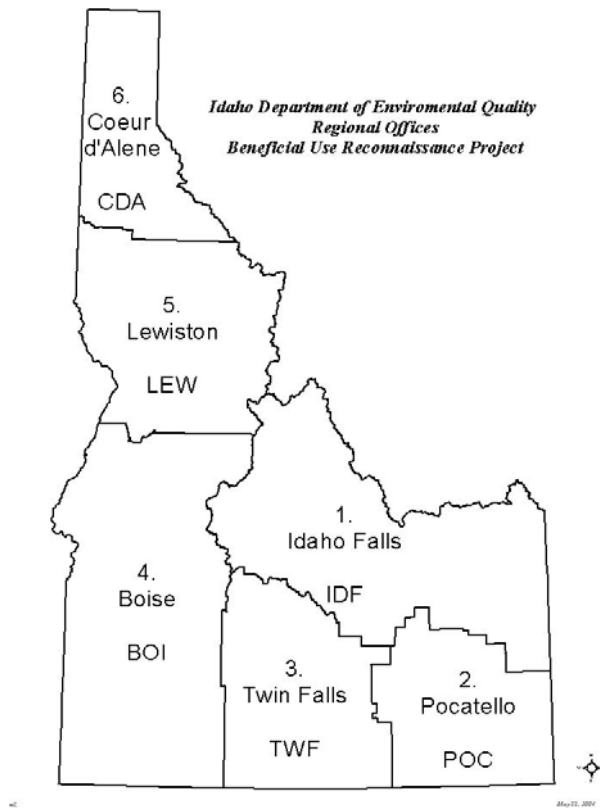 Idaho Department of Enviromental Quality
Regional Offices
Beneficial Use Reconnaissance Project
6.
Coeur
d'Alene
CDA
5.
Lewiston
LEW
1.
Idaho Falls
IDF
4.
Boise
BOI
3.
Twin Falls
TWF
2.
Pocatello
POC